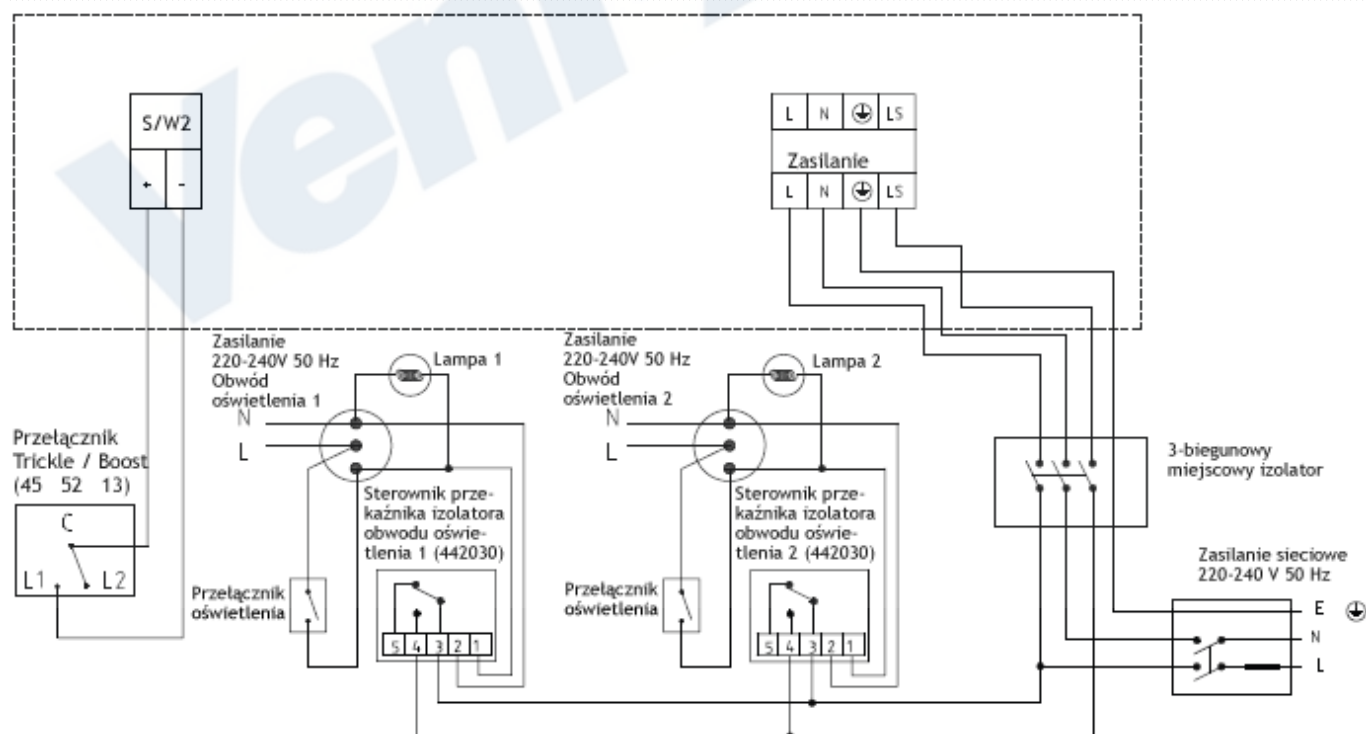 Vent
S/W2
+ -
L N LS
Zasilanie
L N LS
Zasilanie
220-240V 50 Hz
Obwód
oświetlenia 1
N
L
Lampa 1
Zasilanie
220-240V 50 Hz
Obwód
oświetlenia 2
N
L
Lampa 2
Przełącznik
Trickle / Boost
(45 52 13)
C
L1 L2
Sterownik prze-
kaźnika izolatora
obwodu oświe-
tlenia 1 (442030)
Przełącznik
oświetlenia
5 4 3 2 1
Sterownik prze-
kaźnika izolatora
obwodu oświe-
tlenia 2 (442030)
Przełącznik
oświetlenia
5 4 3 2 1
3-biegunowy
miejscowy izolator
Zasilanie sieciowe
220-240 V 50 Hz
E
N
L